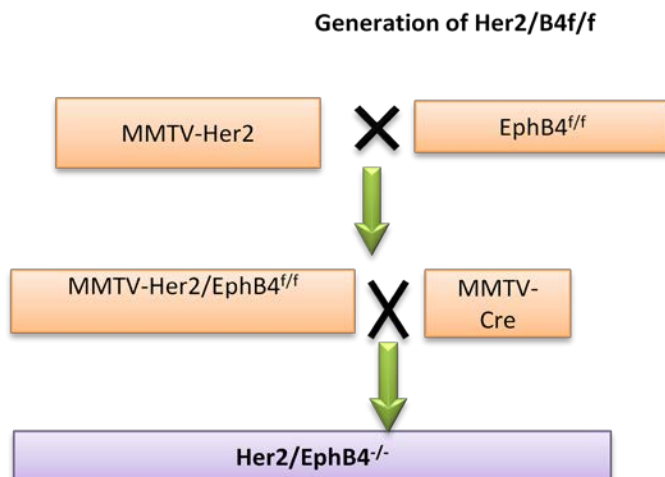 Generation of Her2/B4f/f
MMTV-Her2
EphB4f/f
MMTV-Her2/EphB4f/f
MMTV-
Cre
Her2/EphB4-/-